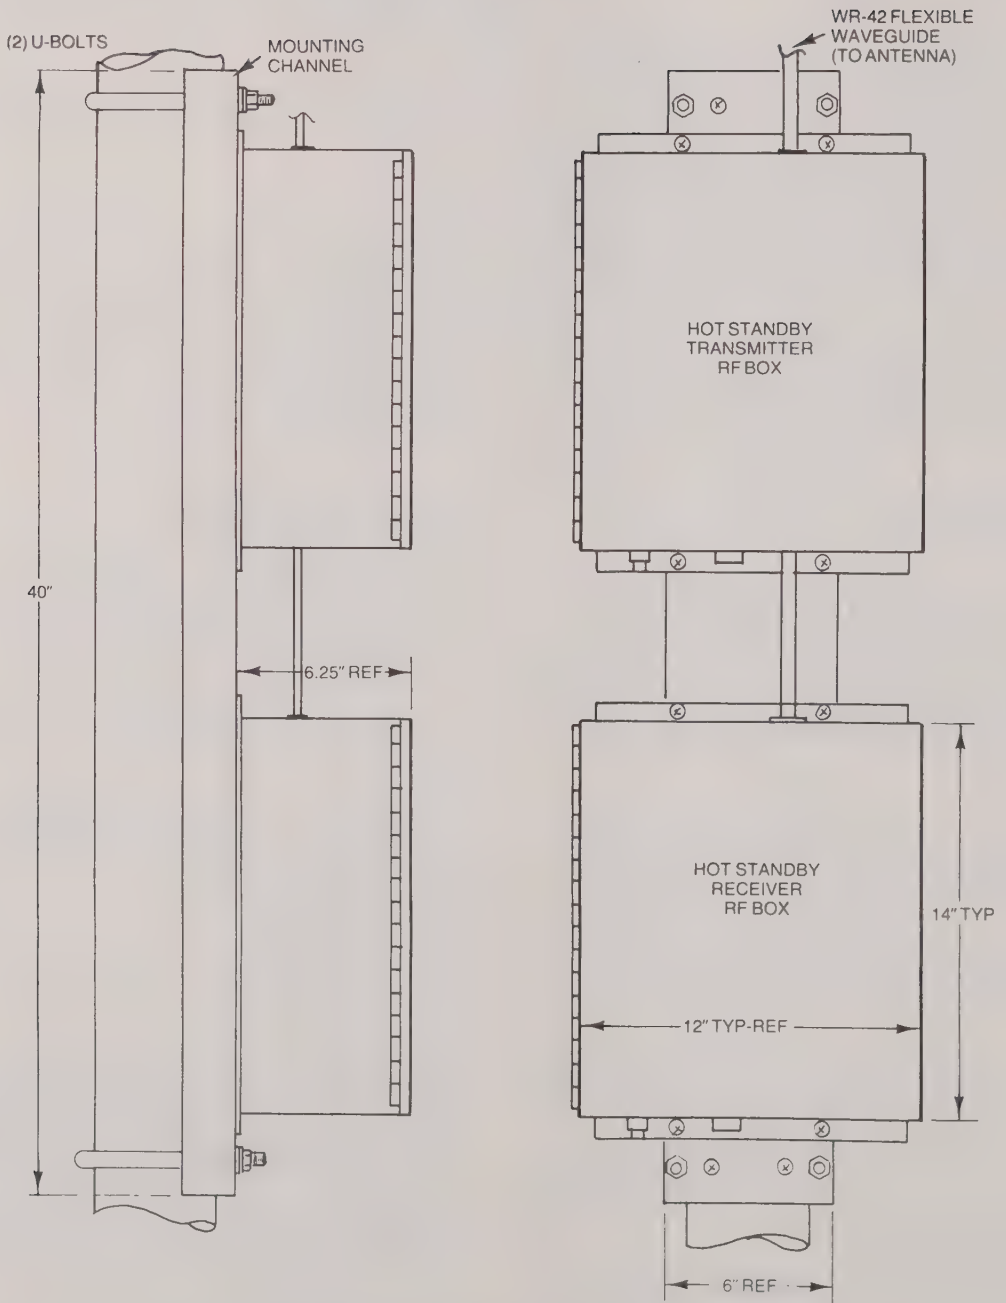 (2) U-BOLTS
MOUNTING
CHANNEL
WR-42 FLEXIBLE
WAVEGUIDE
(TO ANTENNA)
HOT STANDBY
TRANSMITTER
RF BOX
40"
6.25" REF
HOT STANDBY
RECEIVER
RF BOX
14" TYP
12" TYP-REF
6" REF